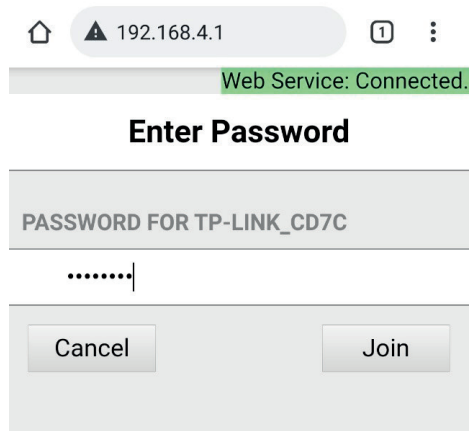 192.168.4.1
1
Web Service: Connected.
Enter Password
PASSWORD FOR TP-LINK_CD7C
••••••••
Cancel
Join